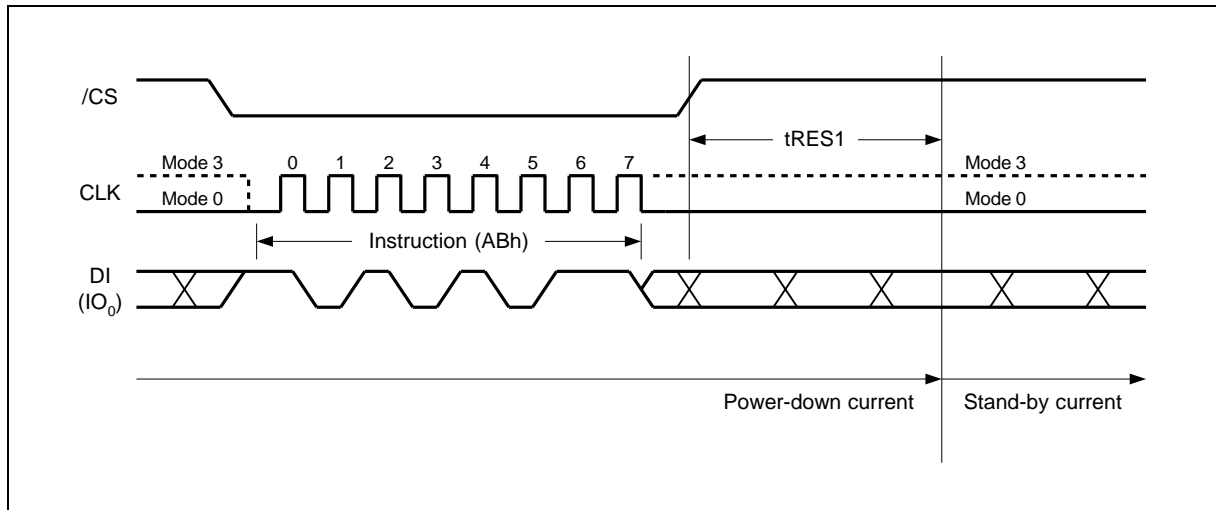 /CS
tRES1
Mode 3 0 1 2 3 4 5 6 7 Mode 3
CLK
Mode 0 Mode 0
Instruction (ABh)
DI
(IO₀)
Power-down current Stand-by current